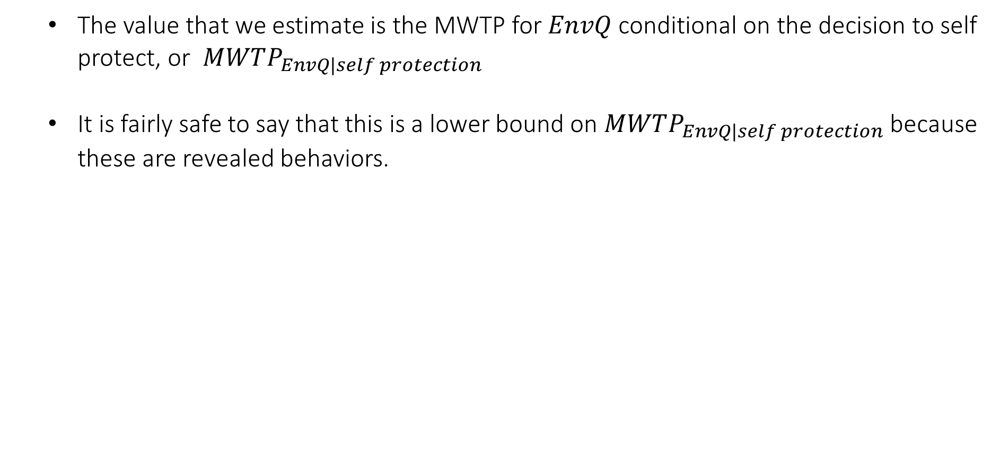 • The value that we estimate is the MWTP for EnvQ conditional on the decision to self
protect, or MWTP_{EnvQ|self protection}
• It is fairly safe to say that this is a lower bound on MWTP_{EnvQ|self protection} because
these are revealed behaviors.